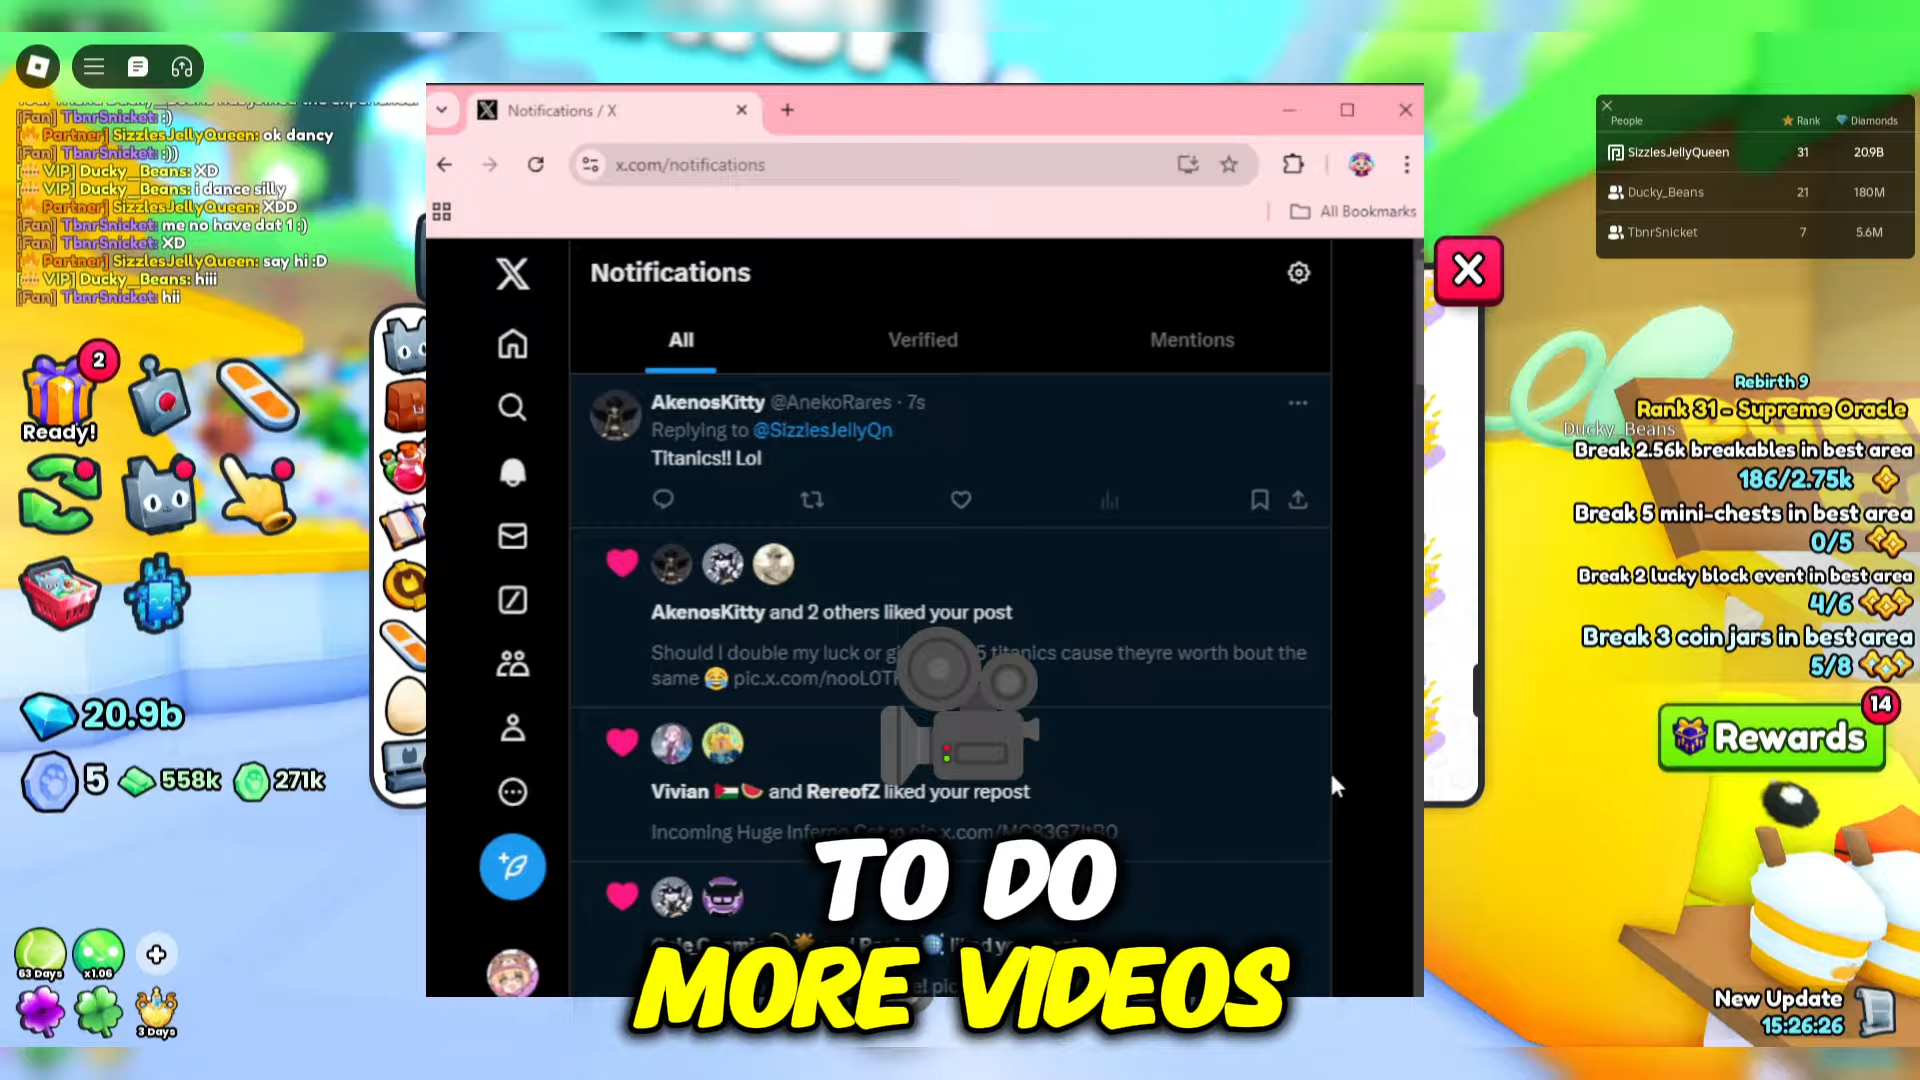 [Fan] TbnrSnicket: :)
[Partner] SizzlesJellyQueen: ok dancy
[Fan] TbnrSnicket: :))
[VIP] Ducky_Beans: XD
[VIP] Ducky_Beans: i dance silly
[Partner] SizzlesJellyQueen: XDD
[Fan] TbnrSnicket: me no have dat 1 :)
[Fan] TbnrSnicket: XD
[Partner] SizzlesJellyQueen: say hi :D
[VIP] Ducky_Beans: hiii
[Fan] TbnrSnicket: hii
2
Ready!
20.9b
5
558k
271k
63 Days
x1.06
3 Days
Notifications / X
x.com/notifications
All Bookmarks
Notifications
All
Verified
Mentions
AkenosKitty @AnekoRares · 7s
Replying to @SizzlesJellyQn
Titanics!! Lol
AkenosKitty and 2 others liked your post
Should I double my luck or 5 titanics cause theyre worth bout the
same 😂 pic.x.com/
Vivian 🇵🇸🍉 and RereofZ liked your repost
Incoming Huge
TO DO
MORE VIDEOS
People
Rank
Diamonds
SizzlesJellyQueen
31
20.9B
Ducky_Beans
21
180M
TbnrSnicket
7
5.6M
Rebirth 9
Rank 31 - Supreme Oracle
Ducky_Beans
Break 2.56k breakables in best area
186/2.75k
Break 5 mini-chests in best area
0/5
Break 2 lucky block event in best area
4/6
Break 3 coin jars in best area
5/8
14
Rewards
New Update
15:26:26